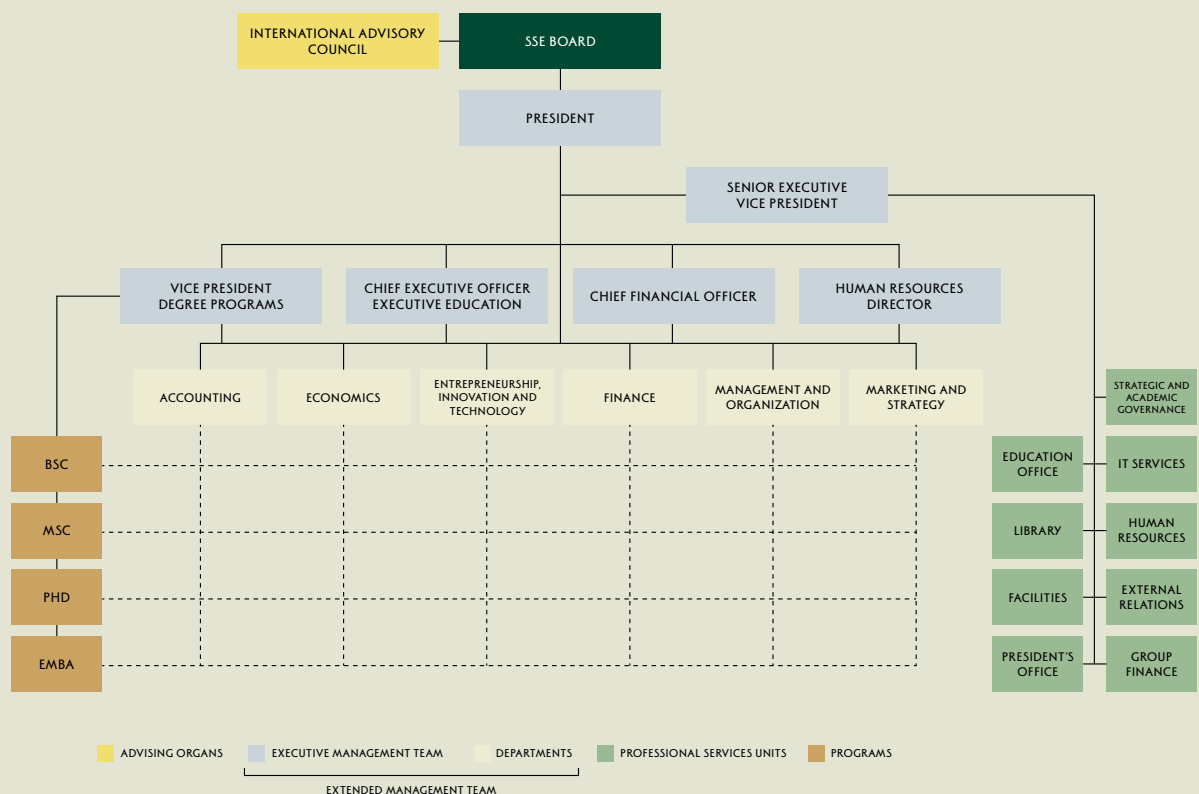 INTERNATIONAL ADVISORY
COUNCIL
SSE BOARD
PRESIDENT
SENIOR EXECUTIVE
VICE PRESIDENT
VICE PRESIDENT
DEGREE PROGRAMS
CHIEF EXECUTIVE OFFICER
EXECUTIVE EDUCATION
CHIEF FINANCIAL OFFICER
HUMAN RESOURCES
DIRECTOR
ACCOUNTING
ECONOMICS
ENTREPRENEURSHIP,
INNOVATION AND
TECHNOLOGY
FINANCE
MANAGEMENT AND
ORGANIZATION
MARKETING AND
STRATEGY
STRATEGIC AND
ACADEMIC
GOVERNANCE
BSC
EDUCATION
OFFICE
IT SERVICES
MSC
LIBRARY
HUMAN
RESOURCES
PHD
FACILITIES
EXTERNAL
RELATIONS
EMBA
PRESIDENT'S
OFFICE
GROUP
FINANCE
ADVISING ORGANS
EXECUTIVE MANAGEMENT TEAM
DEPARTMENTS
PROFESSIONAL SERVICES UNITS
PROGRAMS
EXTENDED MANAGEMENT TEAM